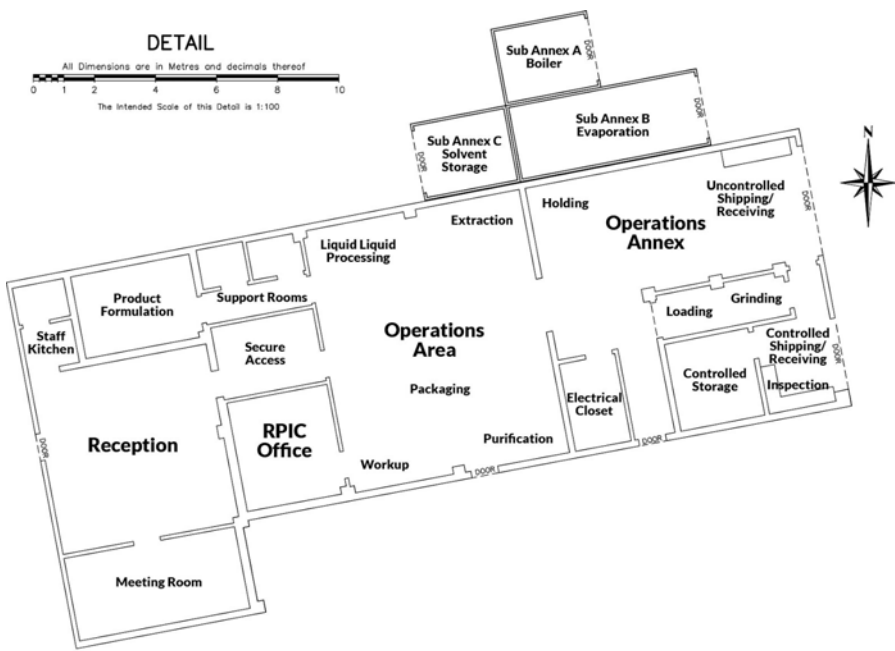 DETAIL
All Dimensions are in Metres and decimals thereof
0 1 2 4 6 8 10
The Intended Scale of this Detail is 1:100
Sub Annex A
Boiler
DOOR
Sub Annex B
Evaporation
DOOR
Sub Annex C
Solvent
Storage
DOOR
N
Uncontrolled
Shipping/
Receiving
DOOR
Holding
Operations
Annex
Extraction
Liquid Liquid
Processing
Product
Formulation
Support Rooms
Staff
Kitchen
Secure
Access
Operations
Area
Loading
Grinding
Controlled
Shipping/
Receiving
DOOR
Controlled
Storage
Inspection
Packaging
Electrical
Closet
Reception
DOOR
RPIC
Office
Purification
DOOR
Workup
DOOR
Meeting Room